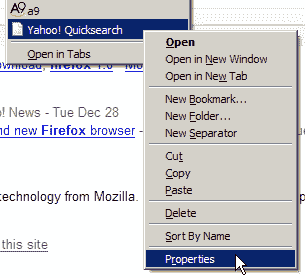 a9
Yahoo! Quicksearch
Open in Tabs
Open
Open in New Window
Open in New Tab
New Bookmark...
New Folder...
New Separator
Cut
Copy
Paste
Delete
Sort By Name
Properties
download, firefox 1.0 - Mo
! News - Tue Dec 28
nd new Firefox browser -
technology from Mozilla.
this site